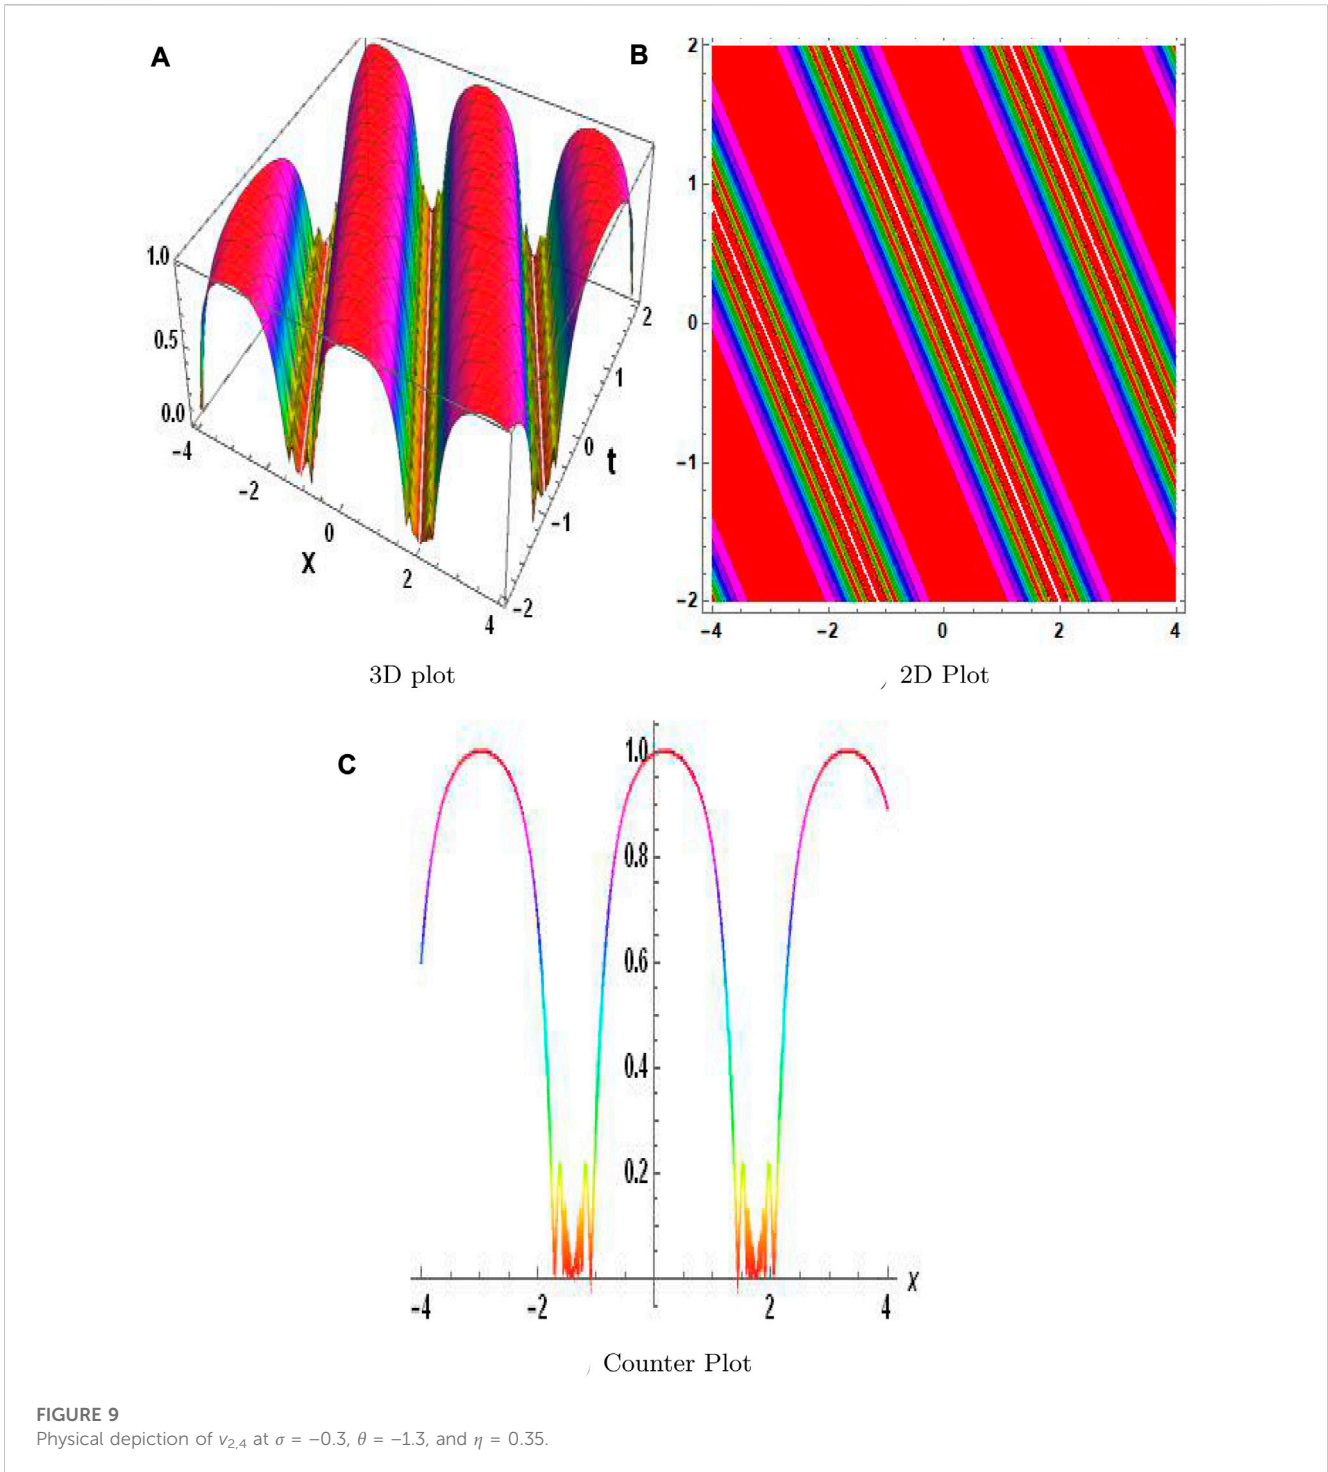 A
B
1.0
0.5
0.0
-4
-2
0
2
4
X
-2
-1
0
1
2
t
2
1
0
-1
-2
-4
-2
0
2
4
3D plot
, 2D Plot
C
1.0
0.8
0.6
0.4
0.2
-4
-2
2
4
x
, Counter Plot
FIGURE 9
Physical depiction of v2,4 at σ = −0.3, θ = −1.3, and η = 0.35.